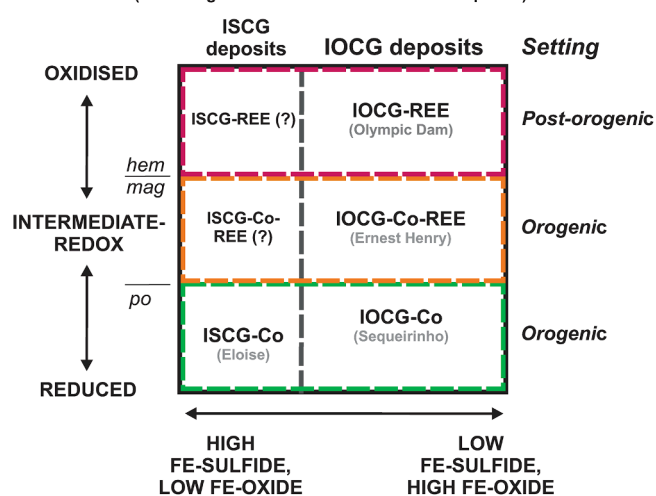 ISCG
deposits
IOCG deposits
Setting
OXIDISED
ISCG-REE (?)
IOCG-REE
(Olympic Dam)
Post-orogenic
hem
mag
INTERMEDIATE-
REDOX
ISCG-Co-
REE (?)
IOCG-Co-REE
(Ernest Henry)
Orogenic
po
ISCG-Co
(Eloise)
IOCG-Co
(Sequeirinho)
Orogenic
REDUCED
HIGH
FE-SULFIDE,
LOW FE-OXIDE
LOW
FE-SULFIDE,
HIGH FE-OXIDE